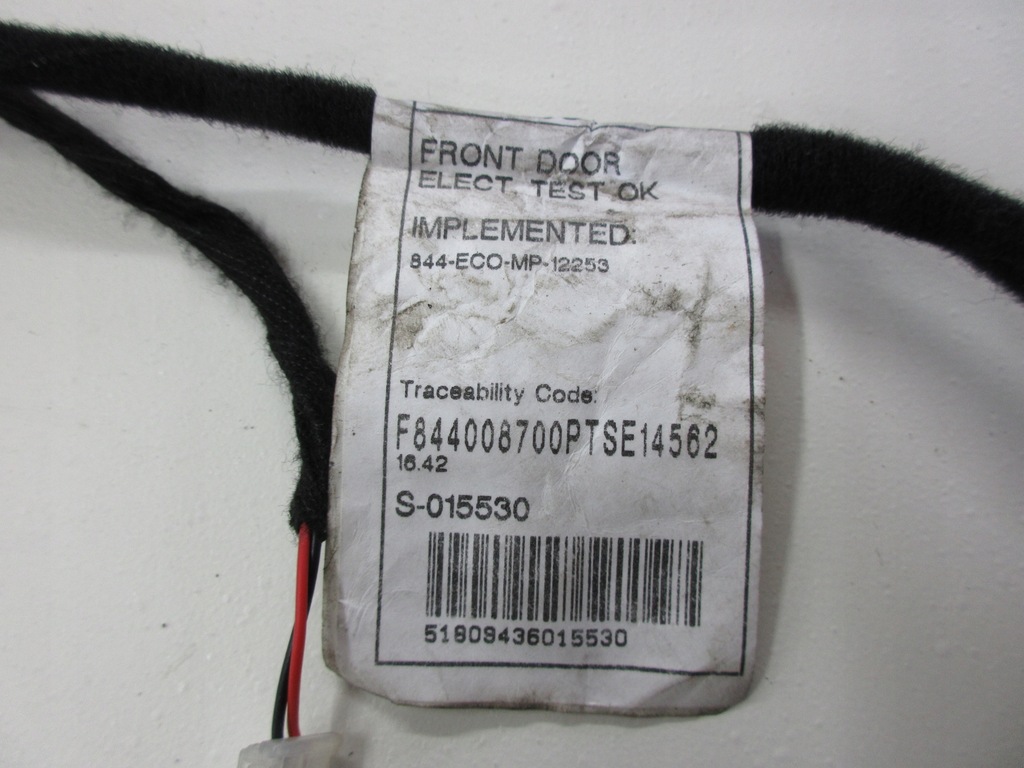 FRONT DOOR
ELECT. TEST OK
IMPLEMENTED:
844-ECO-MP-12253
Traceability Code:
F844008700PTSE14562
16.42
S-015530
51809436015530